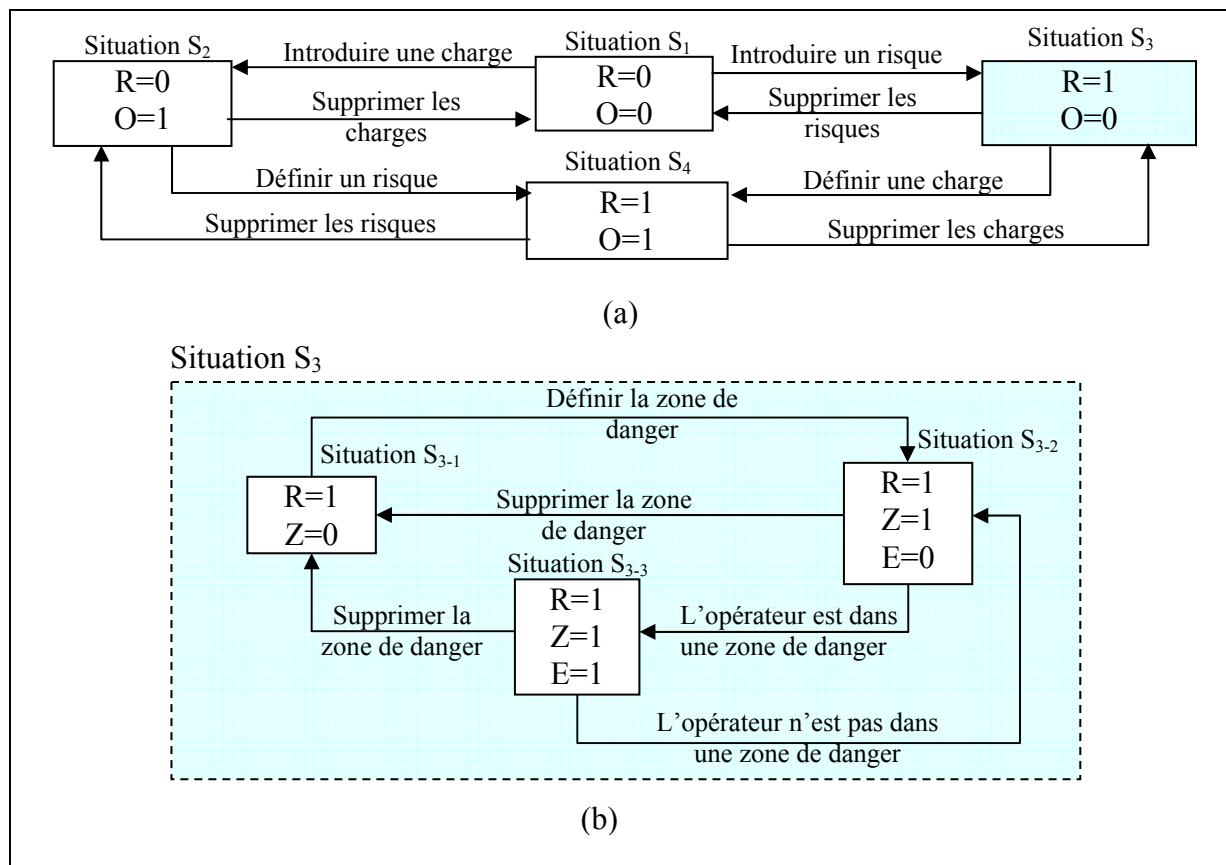 Situation S2
Introduire une charge
Situation S1
Introduire un risque
Situation S3
R=0
O=1
Supprimer les
charges
R=0
O=0
Supprimer les
risques
R=1
O=0
Situation S4
Définir un risque
Définir une charge
R=1
O=1
Supprimer les risques
Supprimer les charges
(a)
Situation S3
Définir la zone de
danger
Situation S3-1
Situation S3-2
R=1
Z=0
Supprimer la zone
de danger
R=1
Z=1
E=0
Situation S3-3
Supprimer la
zone de danger
R=1
Z=1
E=1
L'opérateur est dans
une zone de danger
L'opérateur n'est pas dans
une zone de danger
(b)